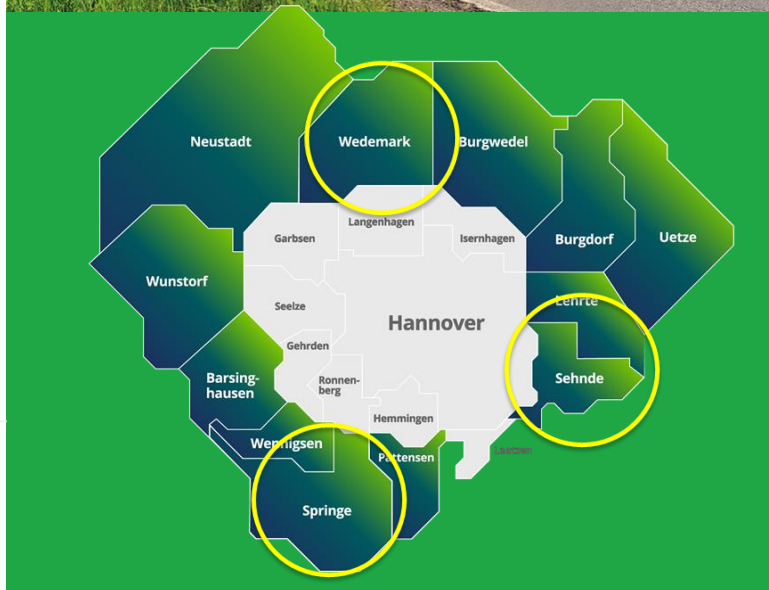 Neustadt
Wedemark
Burgwedel
Langenhagen
Garbsen
Isernhagen
Burgdorf
Uetze
Wunstorf
Lehrte
Seelze
Hannover
Gehrden
Barsing-
hausen
Ronnen-
berg
Sehnde
Hemmingen
Wennigsen
Laatzen
Pattensen
Springe